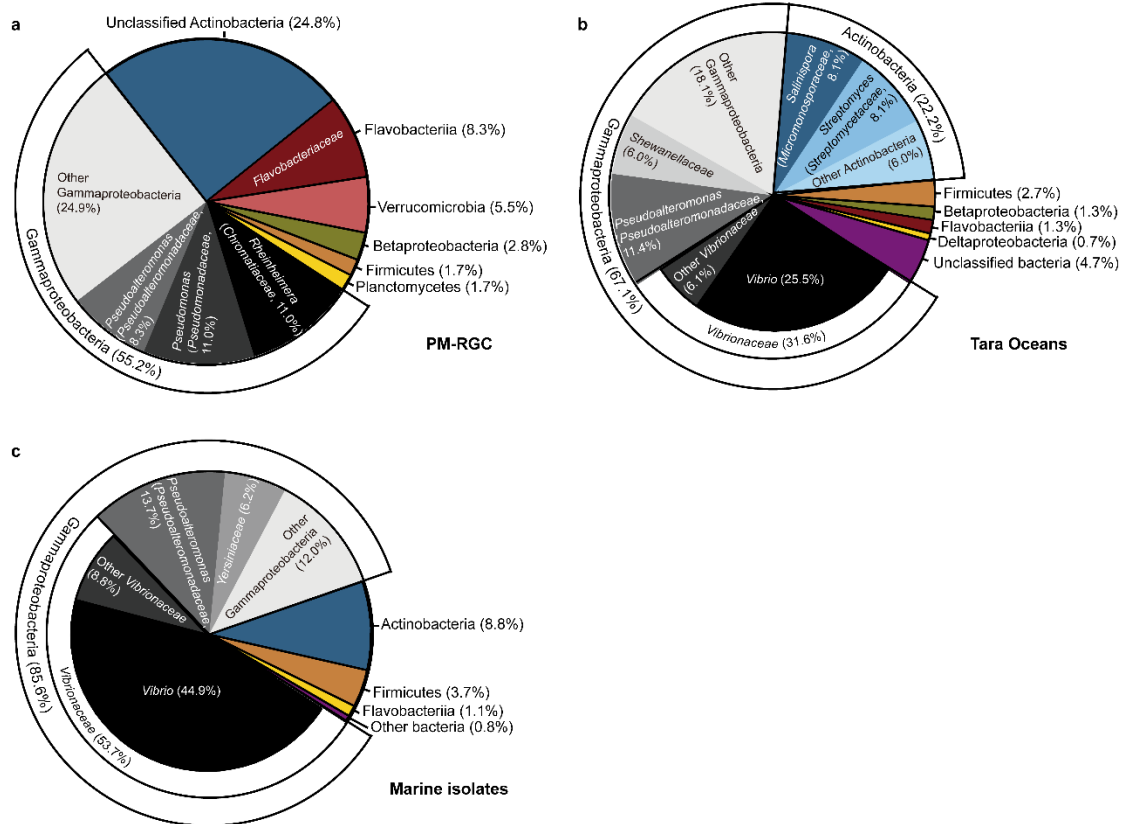 a
Unclassified Actinobacteria (24.8%)
Flavobacteriia (8.3%)
Flavobacteriaceae
Verrucomicrobia (5.5%)
Betaproteobacteria (2.8%)
Firmicutes (1.7%)
Planctomycetes (1.7%)
Rheinheimera
(Chromatiaceae, 11.0%)
Pseudomonas
(Pseudomonadaceae,
11.0%)
Pseudoalteromonas
(Pseudoalteromonadaceae,
8.3%)
Other
Gammaproteobacteria
(24.9%)
Gammaproteobacteria (55.2%)
PM-RGC
b
Actinobacteria (22.2%)
Salinispora
(Micromonosporaceae,
8.1%)
Streptomyces
(Streptomycetaceae,
8.1%)
Other Actinobacteria
(6.0%)
Firmicutes (2.7%)
Betaproteobacteria (1.3%)
Flavobacteriia (1.3%)
Deltaproteobacteria (0.7%)
Unclassified bacteria (4.7%)
Vibrio (25.5%)
Other Vibrionaceae
(6.1%)
Vibrionaceae (31.6%)
Pseudoalteromonas
Pseudoalteromonadaceae,
11.4%)
Shewanellaceae
(6.0%)
Other
Gammaproteobacteria
(18.1%)
Gammaproteobacteria (67.1%)
Tara Oceans
c
Pseudoalteromonas
(Pseudoalteromonadaceae,
13.7%)
Yersiniaceae (6.2%)
Other
Gammaproteobacteria
(12.0%)
Actinobacteria (8.8%)
Firmicutes (3.7%)
Flavobacteriia (1.1%)
Other bacteria (0.8%)
Vibrio (44.9%)
Other Vibrionaceae
(8.8%)
Vibrionaceae (53.7%)
Gammaproteobacteria (85.6%)
Marine isolates